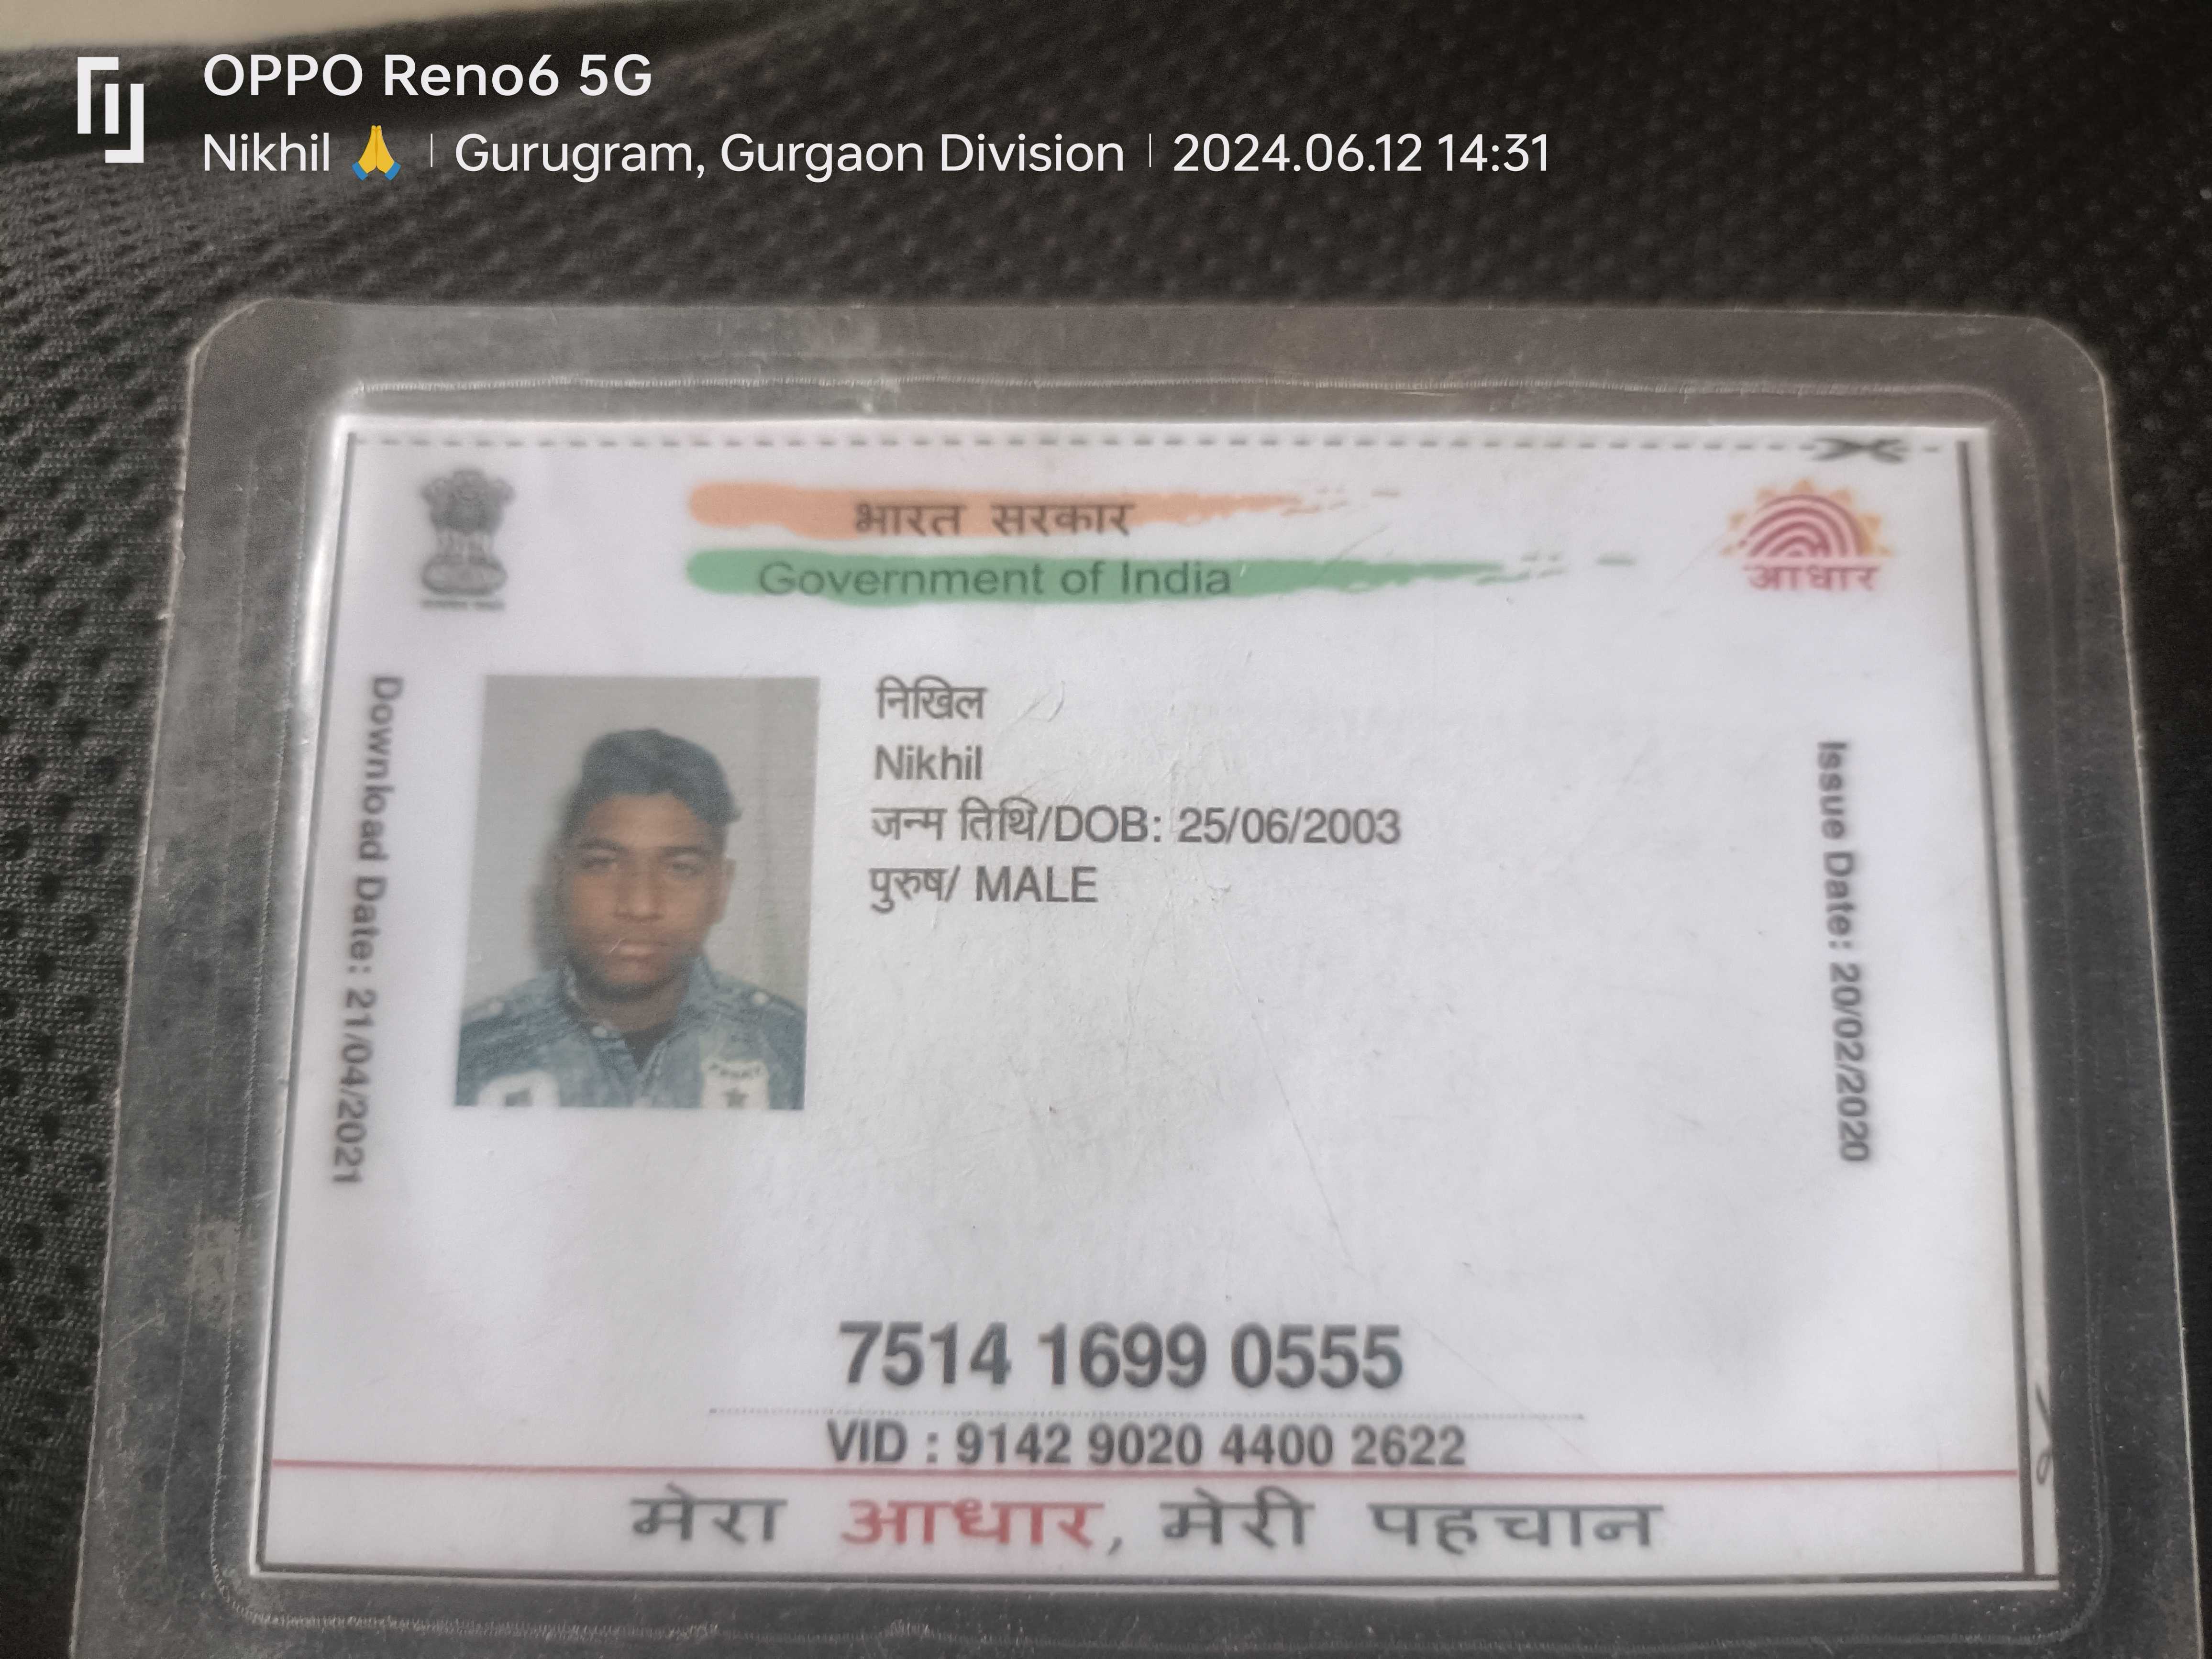 OPPO Reno6 5G
Nikhil 🙏 | Gurugram, Gurgaon Division | 2024.06.12 14:31
भारत सरकार
Government of India
आधार
Download Date: 21/04/2021
निखिल
Nikhil
जन्म तिथि/DOB: 25/06/2003
पुरुष/ MALE
Issue Date: 20/02/2020
7514 1699 0555
VID : 9142 9020 4400 2622
मेरा आधार, मेरी पहचान